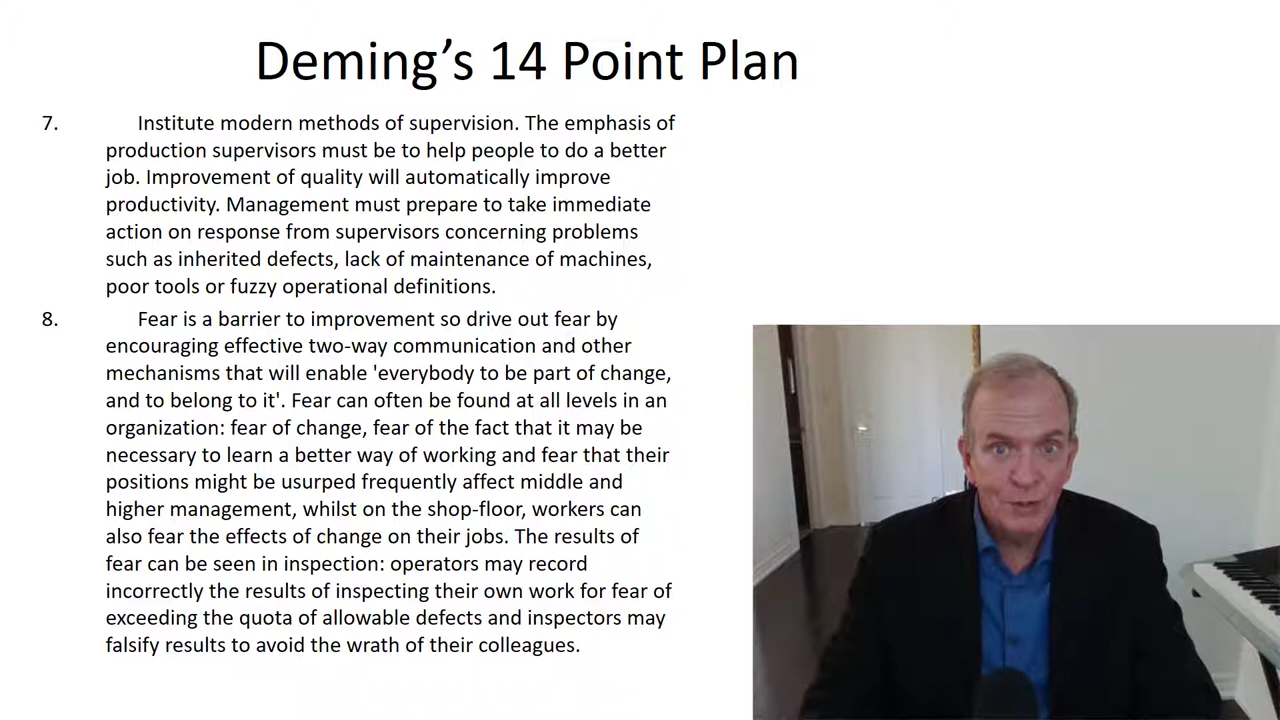 Deming’s 14 Point Plan
7. Institute modern methods of supervision. The emphasis of
production supervisors must be to help people to do a better
job. Improvement of quality will automatically improve
productivity. Management must prepare to take immediate
action on response from supervisors concerning problems
such as inherited defects, lack of maintenance of machines,
poor tools or fuzzy operational definitions.
8. Fear is a barrier to improvement so drive out fear by
encouraging effective two-way communication and other
mechanisms that will enable 'everybody to be part of change,
and to belong to it'. Fear can often be found at all levels in an
organization: fear of change, fear of the fact that it may be
necessary to learn a better way of working and fear that their
positions might be usurped frequently affect middle and
higher management, whilst on the shop-floor, workers can
also fear the effects of change on their jobs. The results of
fear can be seen in inspection: operators may record
incorrectly the results of inspecting their own work for fear of
exceeding the quota of allowable defects and inspectors may
falsify results to avoid the wrath of their colleagues.